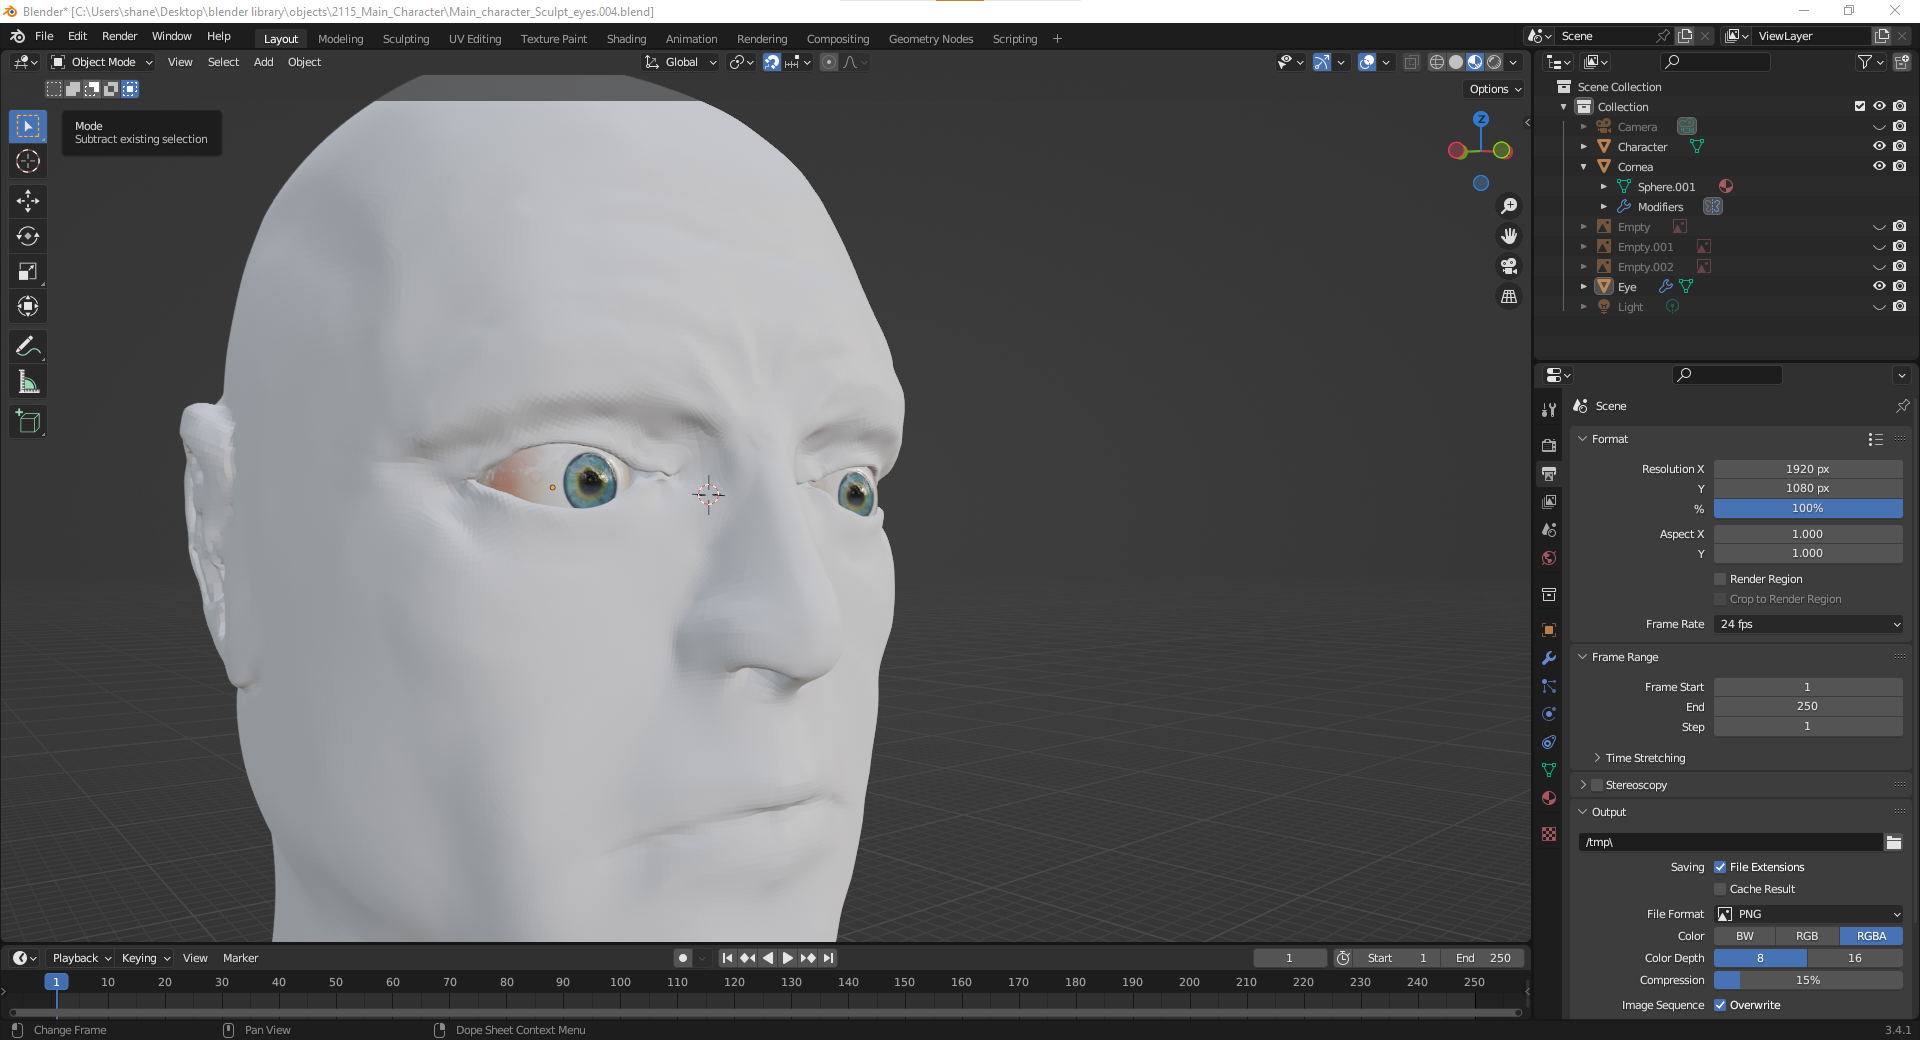 Blender* [C:\Users\shane\Desktop\blender library\objects\2115_Main_Character\Main_character_Sculpt_eyes.004.blend]
File Edit Render Window Help Layout Modeling Sculpting UV Editing Texture Paint Shading Animation Rendering Compositing Geometry Nodes Scripting + Scene ViewLayer
Object Mode View Select Add Object Global
Options
Mode
Subtract existing selection
Z
Scene Collection
Collection
Camera
Character
Cornea
Sphere.001
Modifiers
Empty
Empty.001
Empty.002
Eye
Light
Scene
Format
Resolution X 1920 px
Y 1080 px
% 100%
Aspect X 1.000
Y 1.000
Render Region
Crop to Render Region
Frame Rate 24 fps
Frame Range
Frame Start 1
End 250
Step 1
Time Stretching
Stereoscopy
Output
/tmp\
Saving File Extensions
Cache Result
File Format PNG
Color BW RGB RGBA
Color Depth 8 16
Compression 15%
Image Sequence Overwrite
Playback Keying View Marker 1 Start 1 End 250
1 10 20 30 40 50 60 70 80 90 100 110 120 130 140 150 160 170 180 190 200 210 220 230 240 250
Change Frame Pan View Dope Sheet Context Menu 3.4.1